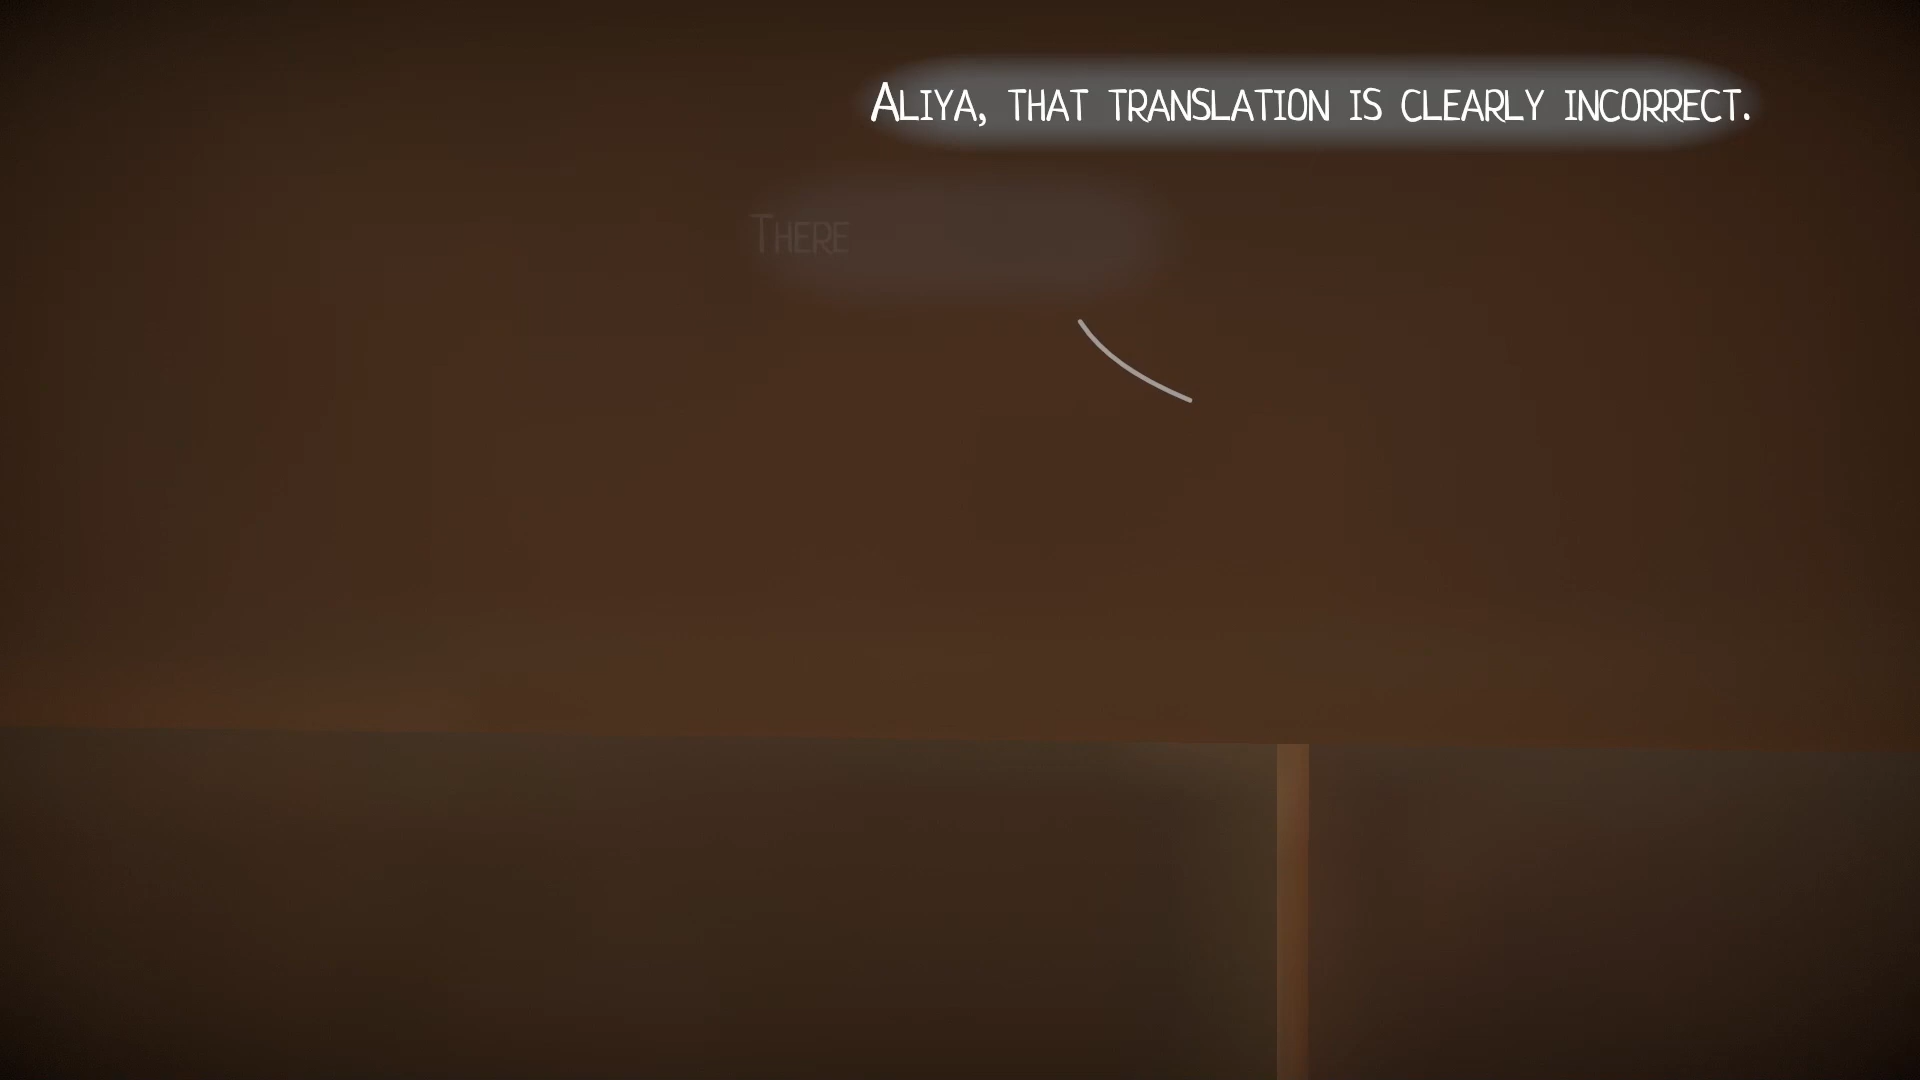 Aliya, that translation is clearly incorrect.
There